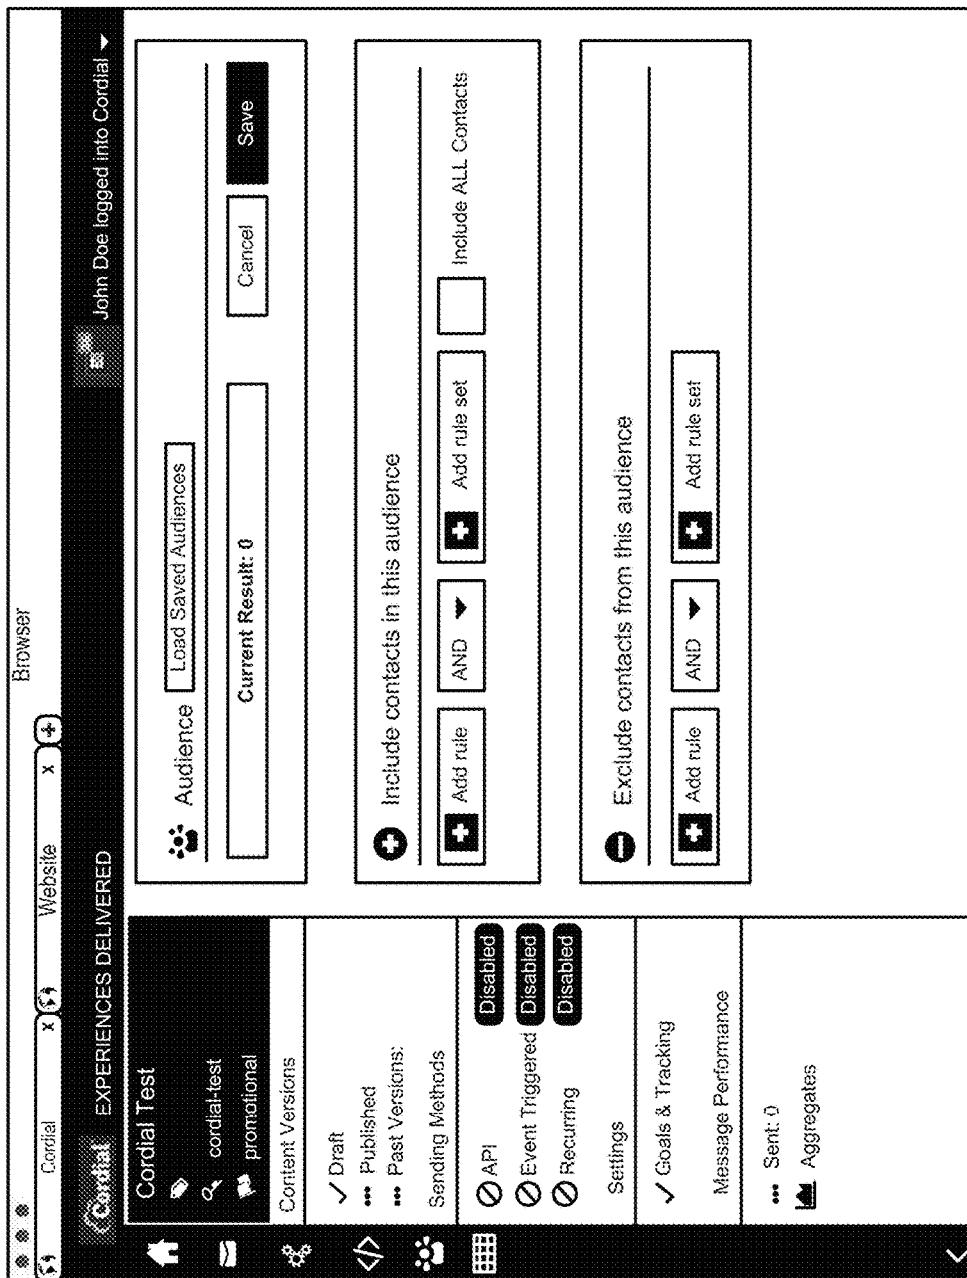 Browser
Cordial x Website x +
Cordial EXPERIENCES DELIVERED John Doe logged into Cordial
Cordial Test
cordial-test
promotional
Content Versions
Draft
Published
Past Versions:
Sending Methods
API Disabled
Event Triggered Disabled
Recurring Disabled
Settings
Goals & Tracking
Message Performance
Sent: 0
Aggregates
Audience Load Saved Audiences
Current Result: 0 Cancel Save
Include contacts in this audience
Add rule AND Add rule set Include ALL Contacts
Exclude contacts from this audience
Add rule AND Add rule set